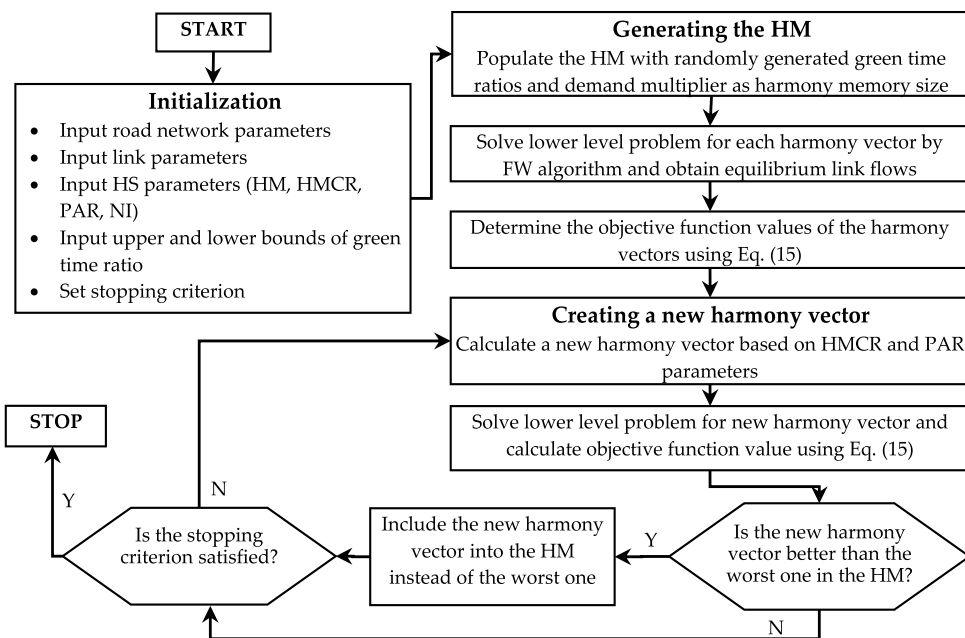 START
Initialization
• Input road network parameters
• Input link parameters
• Input HS parameters (HM, HMCR,
PAR, NI)
• Input upper and lower bounds of green
time ratio
• Set stopping criterion
Generating the HM
Populate the HM with randomly generated green time
ratios and demand multiplier as harmony memory size
Solve lower level problem for each harmony vector by
FW algorithm and obtain equilibrium link flows
Determine the objective function values of the harmony
vectors using Eq. (15)
Creating a new harmony vector
Calculate a new harmony vector based on HMCR and PAR
parameters
Solve lower level problem for new harmony vector and
calculate objective function value using Eq. (15)
Is the new harmony
vector better than the
worst one in the HM?
Y
N
Include the new harmony
vector into the HM
instead of the worst one
Is the stopping
criterion satisfied?
N
Y
STOP